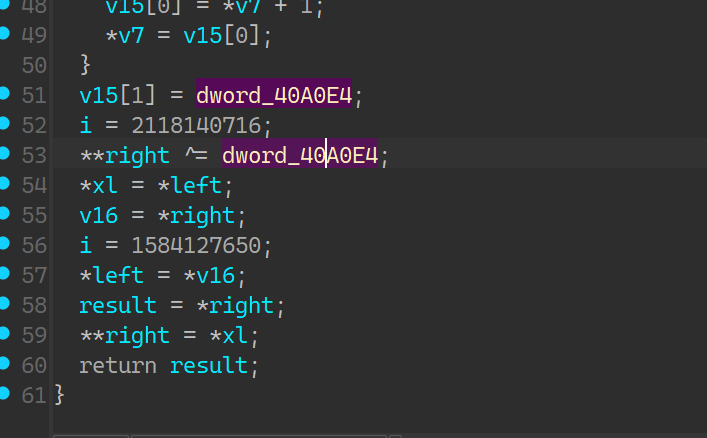 48 v15[0] = *v7 + 1;
49 *v7 = v15[0];
50 }
51 v15[1] = dword_40A0E4;
52 i = 2118140716;
53 **right ^= dword_40A0E4;
54 *xl = *left;
55 v16 = *right;
56 i = 1584127650;
57 *left = *v16;
58 result = *right;
59 **right = *xl;
60 return result;
61 }